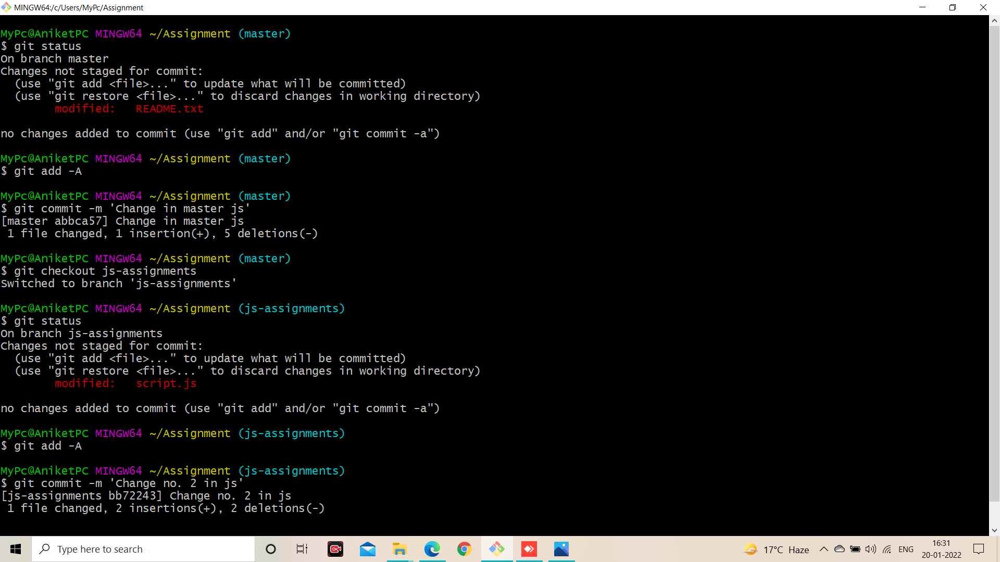 MINGW64:/c/Users/MyPc/Assignment
MyPc@AniketPC MINGW64 ~/Assignment (master)
$ git status
On branch master
Changes not staged for commit:
  (use "git add <file>..." to update what will be committed)
  (use "git restore <file>..." to discard changes in working directory)
        modified:   README.txt
no changes added to commit (use "git add" and/or "git commit -a")
MyPc@AniketPC MINGW64 ~/Assignment (master)
$ git add -A
MyPc@AniketPC MINGW64 ~/Assignment (master)
$ git commit -m 'Change in master js'
[master abbca57] Change in master js
 1 file changed, 1 insertion(+), 5 deletions(-)
MyPc@AniketPC MINGW64 ~/Assignment (master)
$ git checkout js-assignments
Switched to branch 'js-assignments'
MyPc@AniketPC MINGW64 ~/Assignment (js-assignments)
$ git status
On branch js-assignments
Changes not staged for commit:
  (use "git add <file>..." to update what will be committed)
  (use "git restore <file>..." to discard changes in working directory)
        modified:   script.js
no changes added to commit (use "git add" and/or "git commit -a")
MyPc@AniketPC MINGW64 ~/Assignment (js-assignments)
$ git add -A
MyPc@AniketPC MINGW64 ~/Assignment (js-assignments)
$ git commit -m 'Change no. 2 in js'
[js-assignments bb72243] Change no. 2 in js
 1 file changed, 2 insertions(+), 2 deletions(-)
Type here to search
17°C Haze
ENG
16:31
20-01-2022